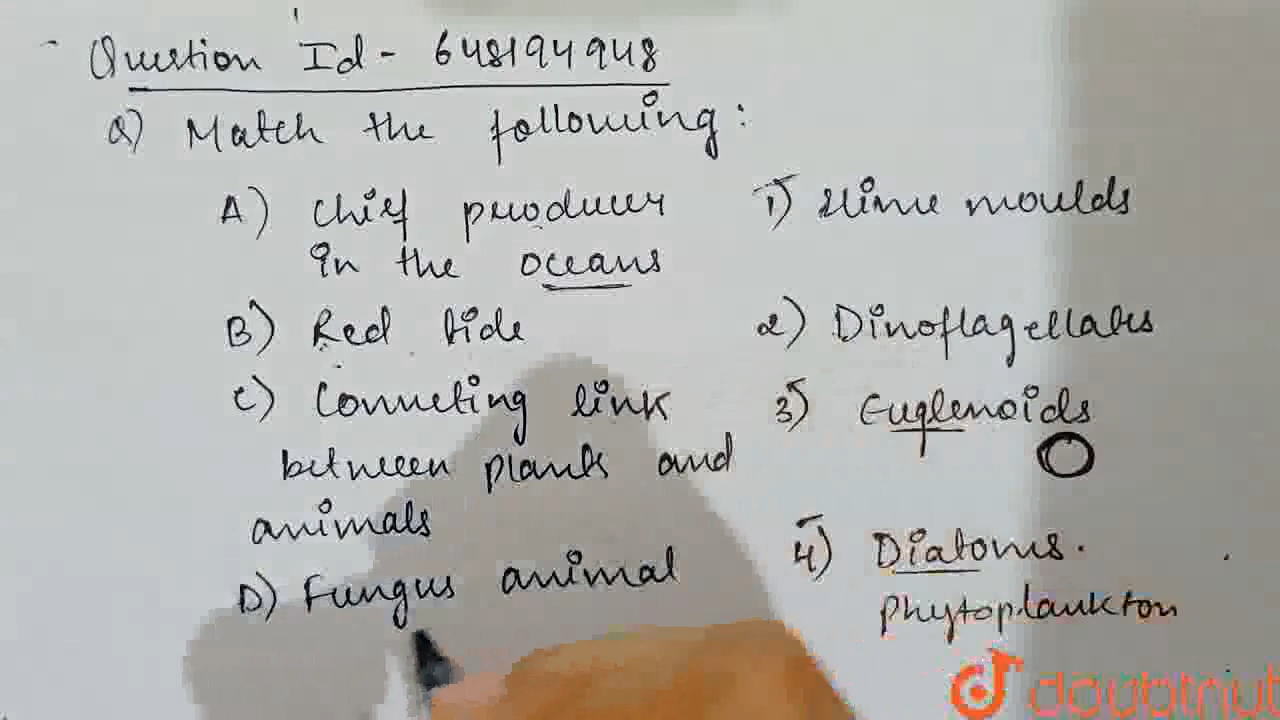 Question Id - 648194948
Q) Match the following:
A) Chief producer 1) Slime moulds
in the oceans
B) Red tide 2) Dinoflagellates
C) Connecting link 3) Euglenoids
between plants and
animals
D) Fungus animal 4) Diatoms.
phytoplankton
doubtnut